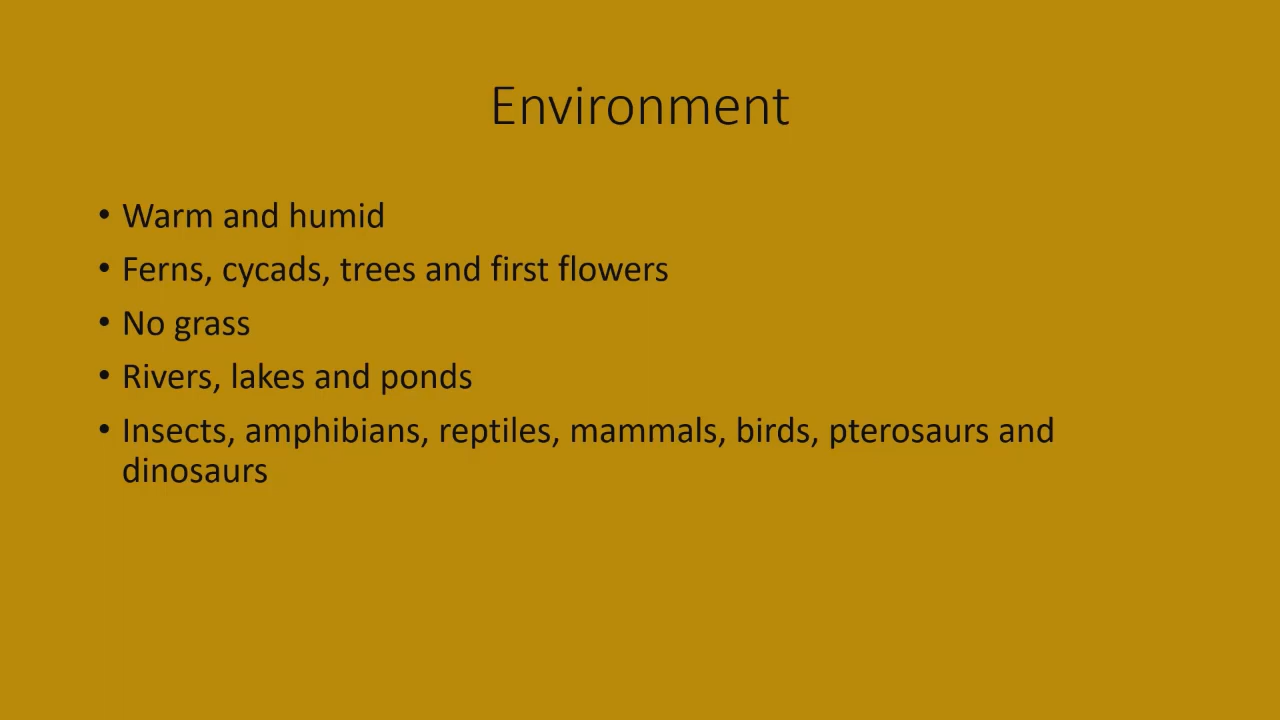 Environment
• Warm and humid
• Ferns, cycads, trees and first flowers
• No grass
• Rivers, lakes and ponds
• Insects, amphibians, reptiles, mammals, birds, pterosaurs and
dinosaurs